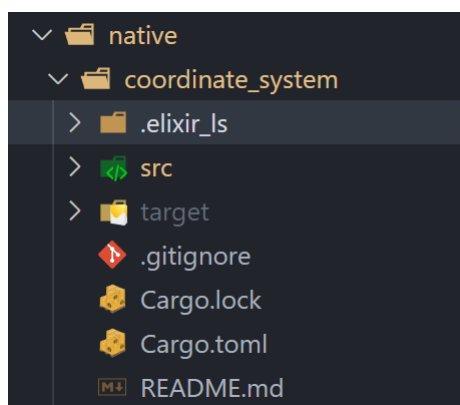 native
coordinate_system
.elixir_ls
src
target
.gitignore
Cargo.lock
Cargo.toml
README.md